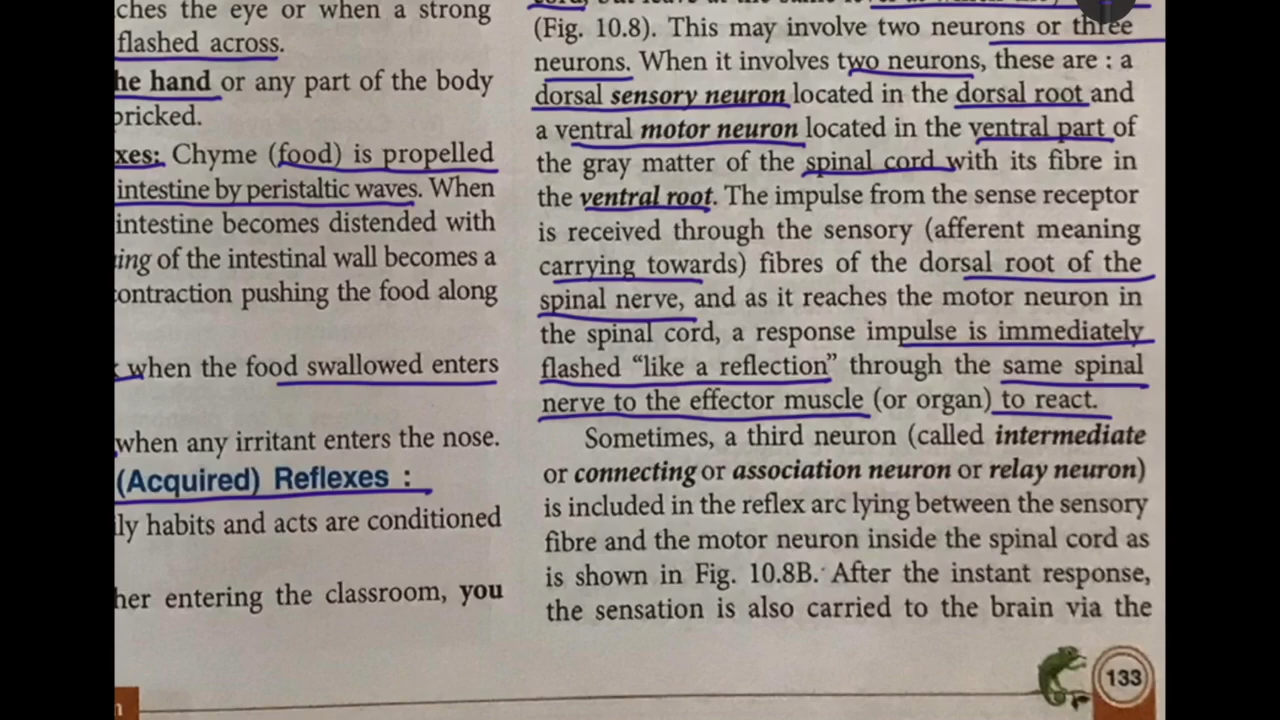 ches the eye or when a strong
flashed across.
he hand or any part of the body
pricked.
xes: Chyme (food) is propelled
intestine by peristaltic waves. When
intestine becomes distended with
ing of the intestinal wall becomes a
contraction pushing the food along
when the food swallowed enters
when any irritant enters the nose.
(Acquired) Reflexes :
ly habits and acts are conditioned
her entering the classroom, you
(Fig. 10.8). This may involve two neurons or three
neurons. When it involves two neurons, these are : a
dorsal sensory neuron located in the dorsal root and
a ventral motor neuron located in the ventral part of
the gray matter of the spinal cord with its fibre in
the ventral root. The impulse from the sense receptor
is received through the sensory (afferent meaning
carrying towards) fibres of the dorsal root of the
spinal nerve, and as it reaches the motor neuron in
the spinal cord, a response impulse is immediately
flashed “like a reflection” through the same spinal
nerve to the effector muscle (or organ) to react.
Sometimes, a third neuron (called intermediate
or connecting or association neuron or relay neuron)
is included in the reflex arc lying between the sensory
fibre and the motor neuron inside the spinal cord as
is shown in Fig. 10.8B. After the instant response,
the sensation is also carried to the brain via the
133